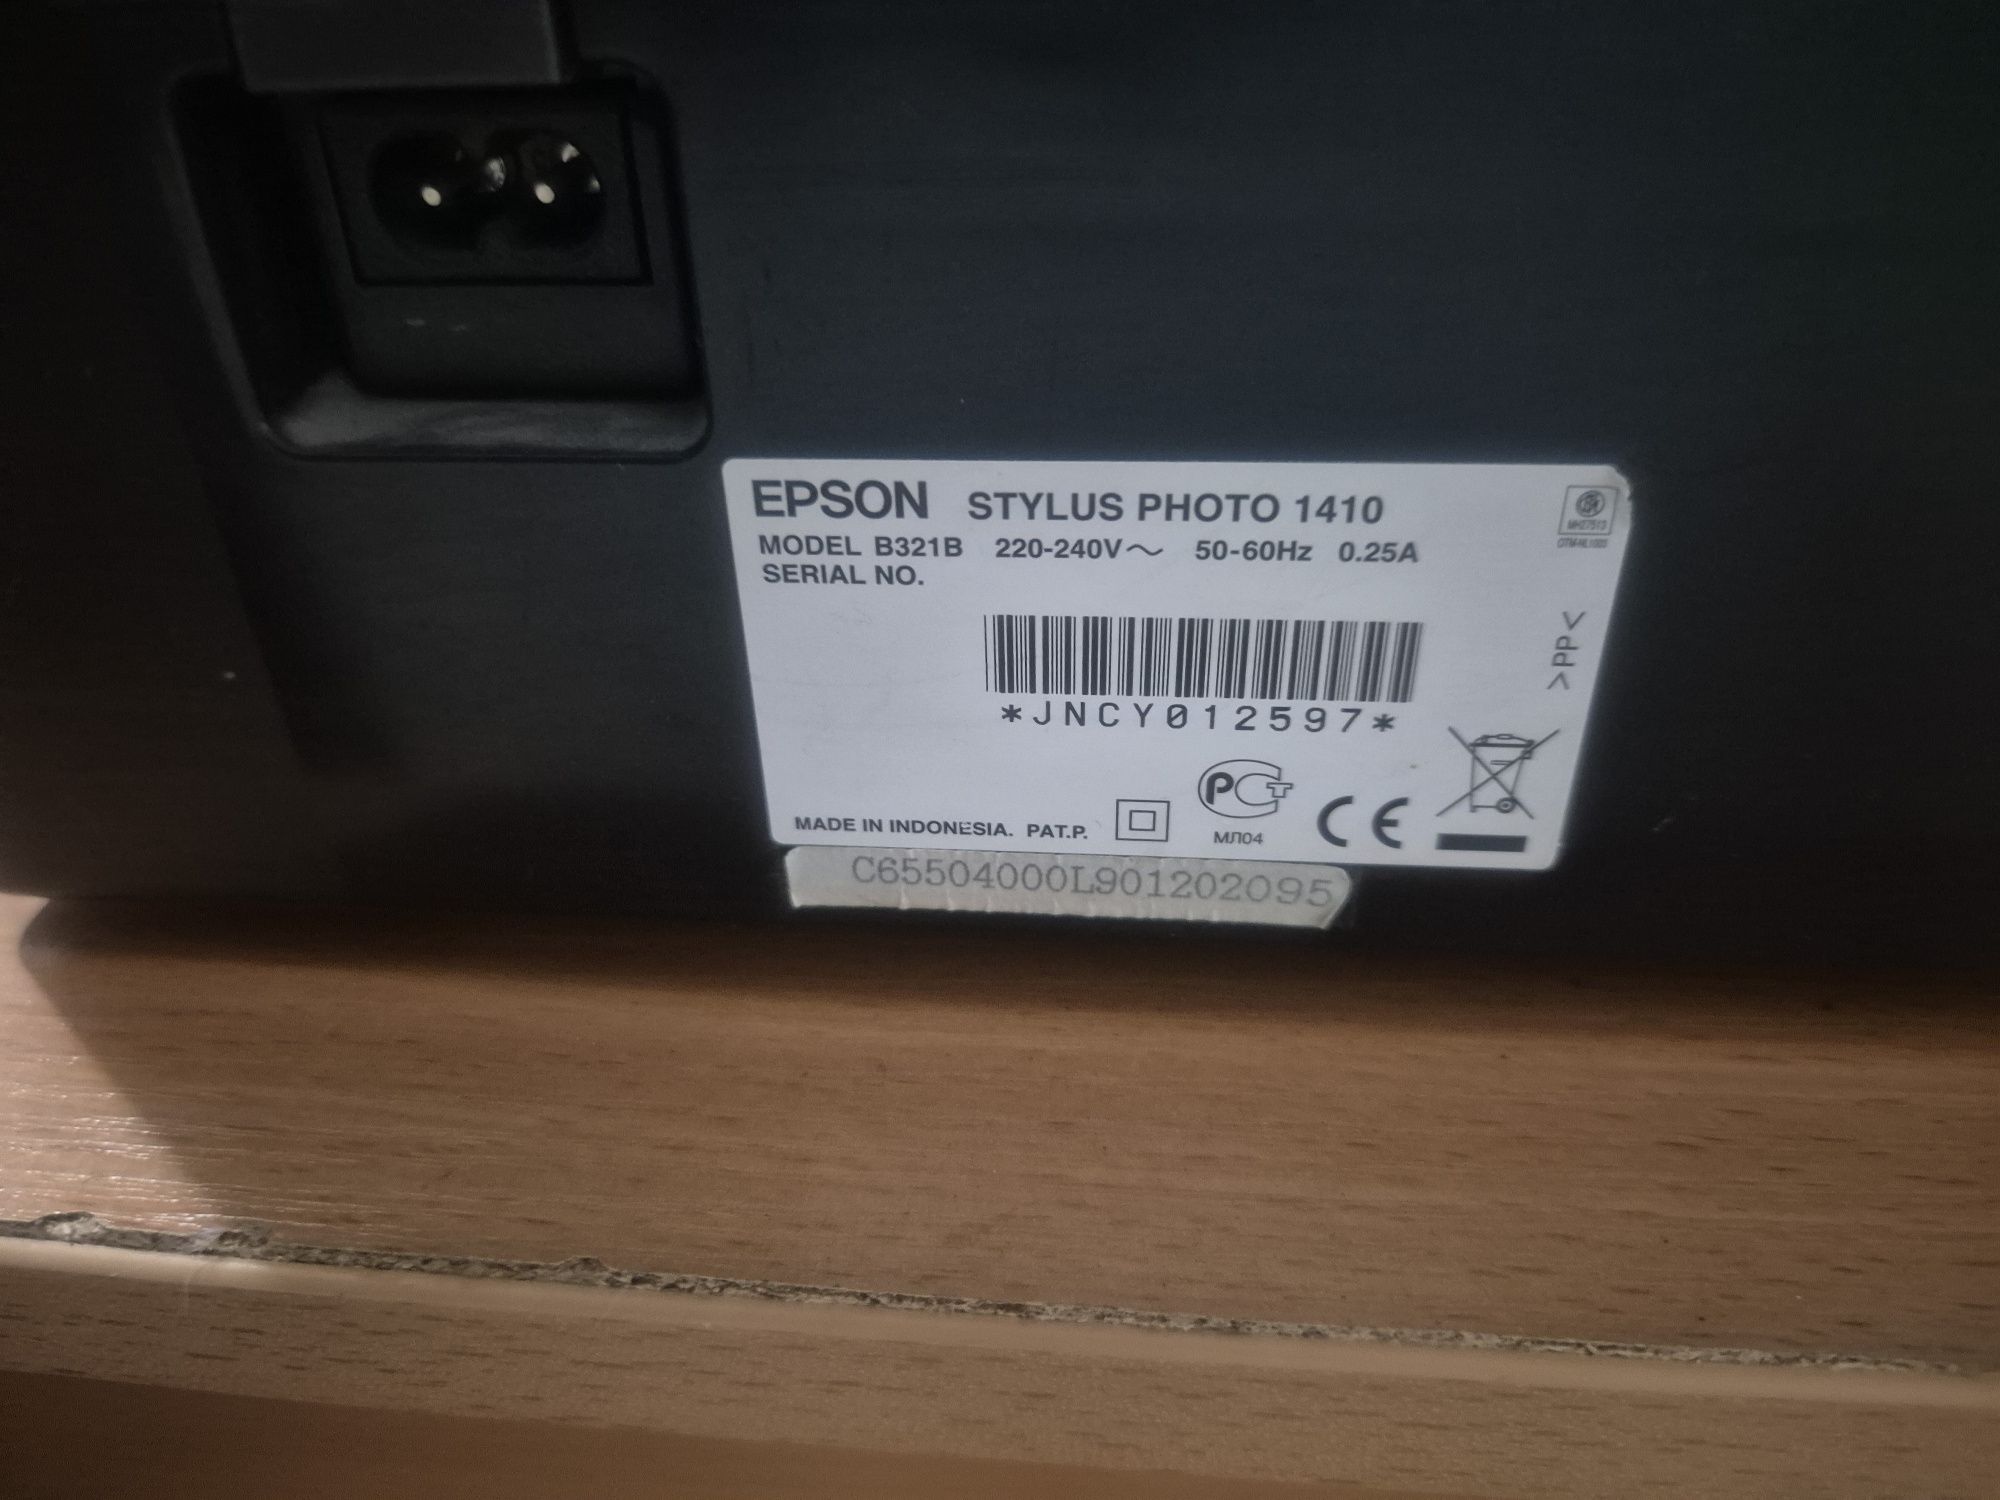 EPSON STYLUS PHOTO 1410
MODEL B321B 220-240V~ 50-60Hz 0.25A
SERIAL NO.
*JNCY012597*
>PP<
MADE IN INDONESIA. PAT.P.
МЛ04
CE
C65504000L901202095